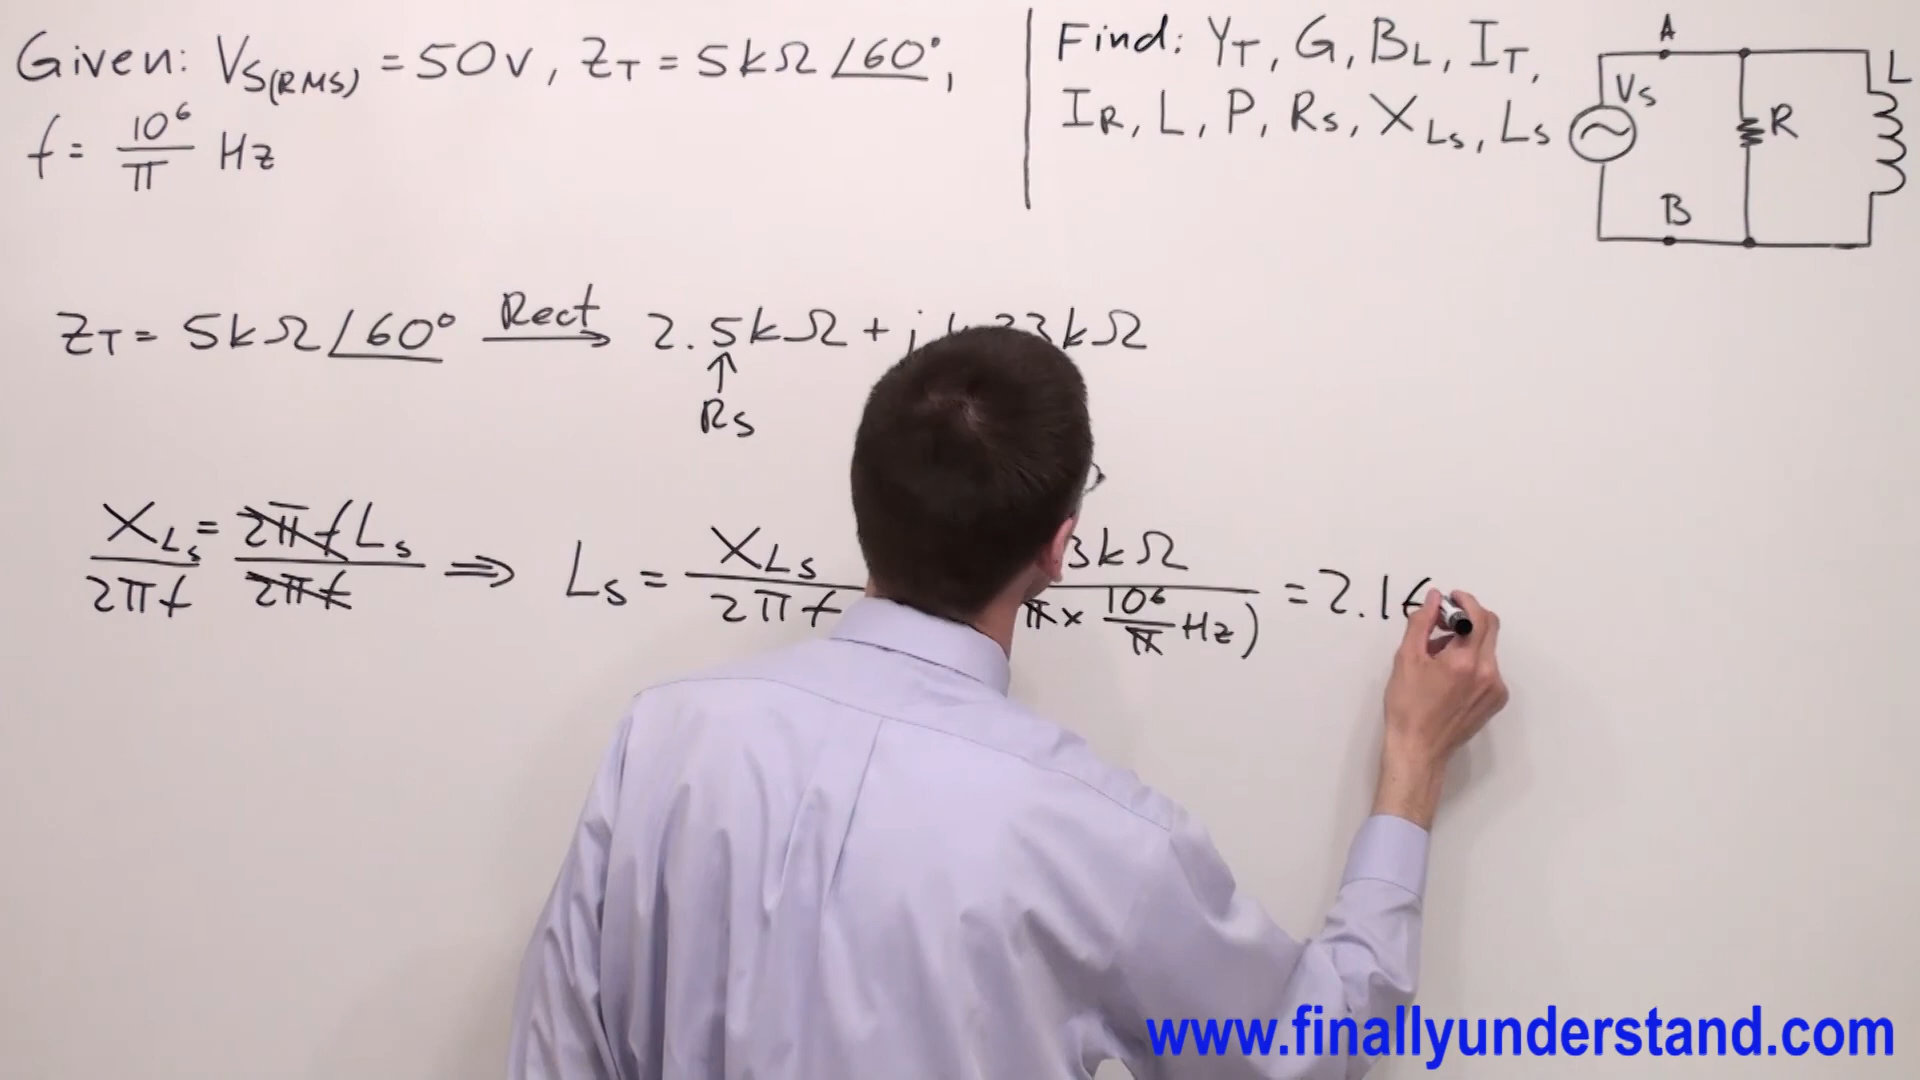 Given: VS(RMS) = 50V, ZT = 5kΩ∠60°,
f = 10⁶/π Hz
Find: YT, G, BL, IT,
IR, L, P, RS, XLS, LS
A
VS
R
L
B
ZT = 5kΩ∠60° Rect→ 2.5kΩ + j 33kΩ
↑
RS
XLS/2πf = 2πfLS/2πf ⇒ LS = XLS/2πf 3kΩ/π × 10⁶/π Hz) = 2.16
www.finallyunderstand.com